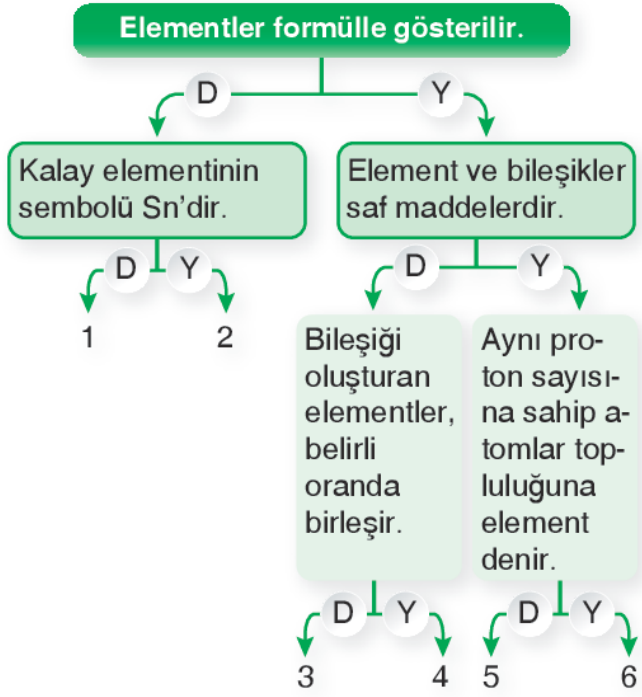 Elementler formülle gösterilir.
D Y
Kalay elementinin
sembolü Sn'dir.
Element ve bileşikler
saf maddelerdir.
D Y
D Y
1 2
Bileşiği
oluşturan
elementler,
belirli
oranda
birleşir.
Aynı pro-
ton sayısı-
na sahip a-
tomlar top-
luluğuna
element
denir.
D Y
D Y
3 4
5 6